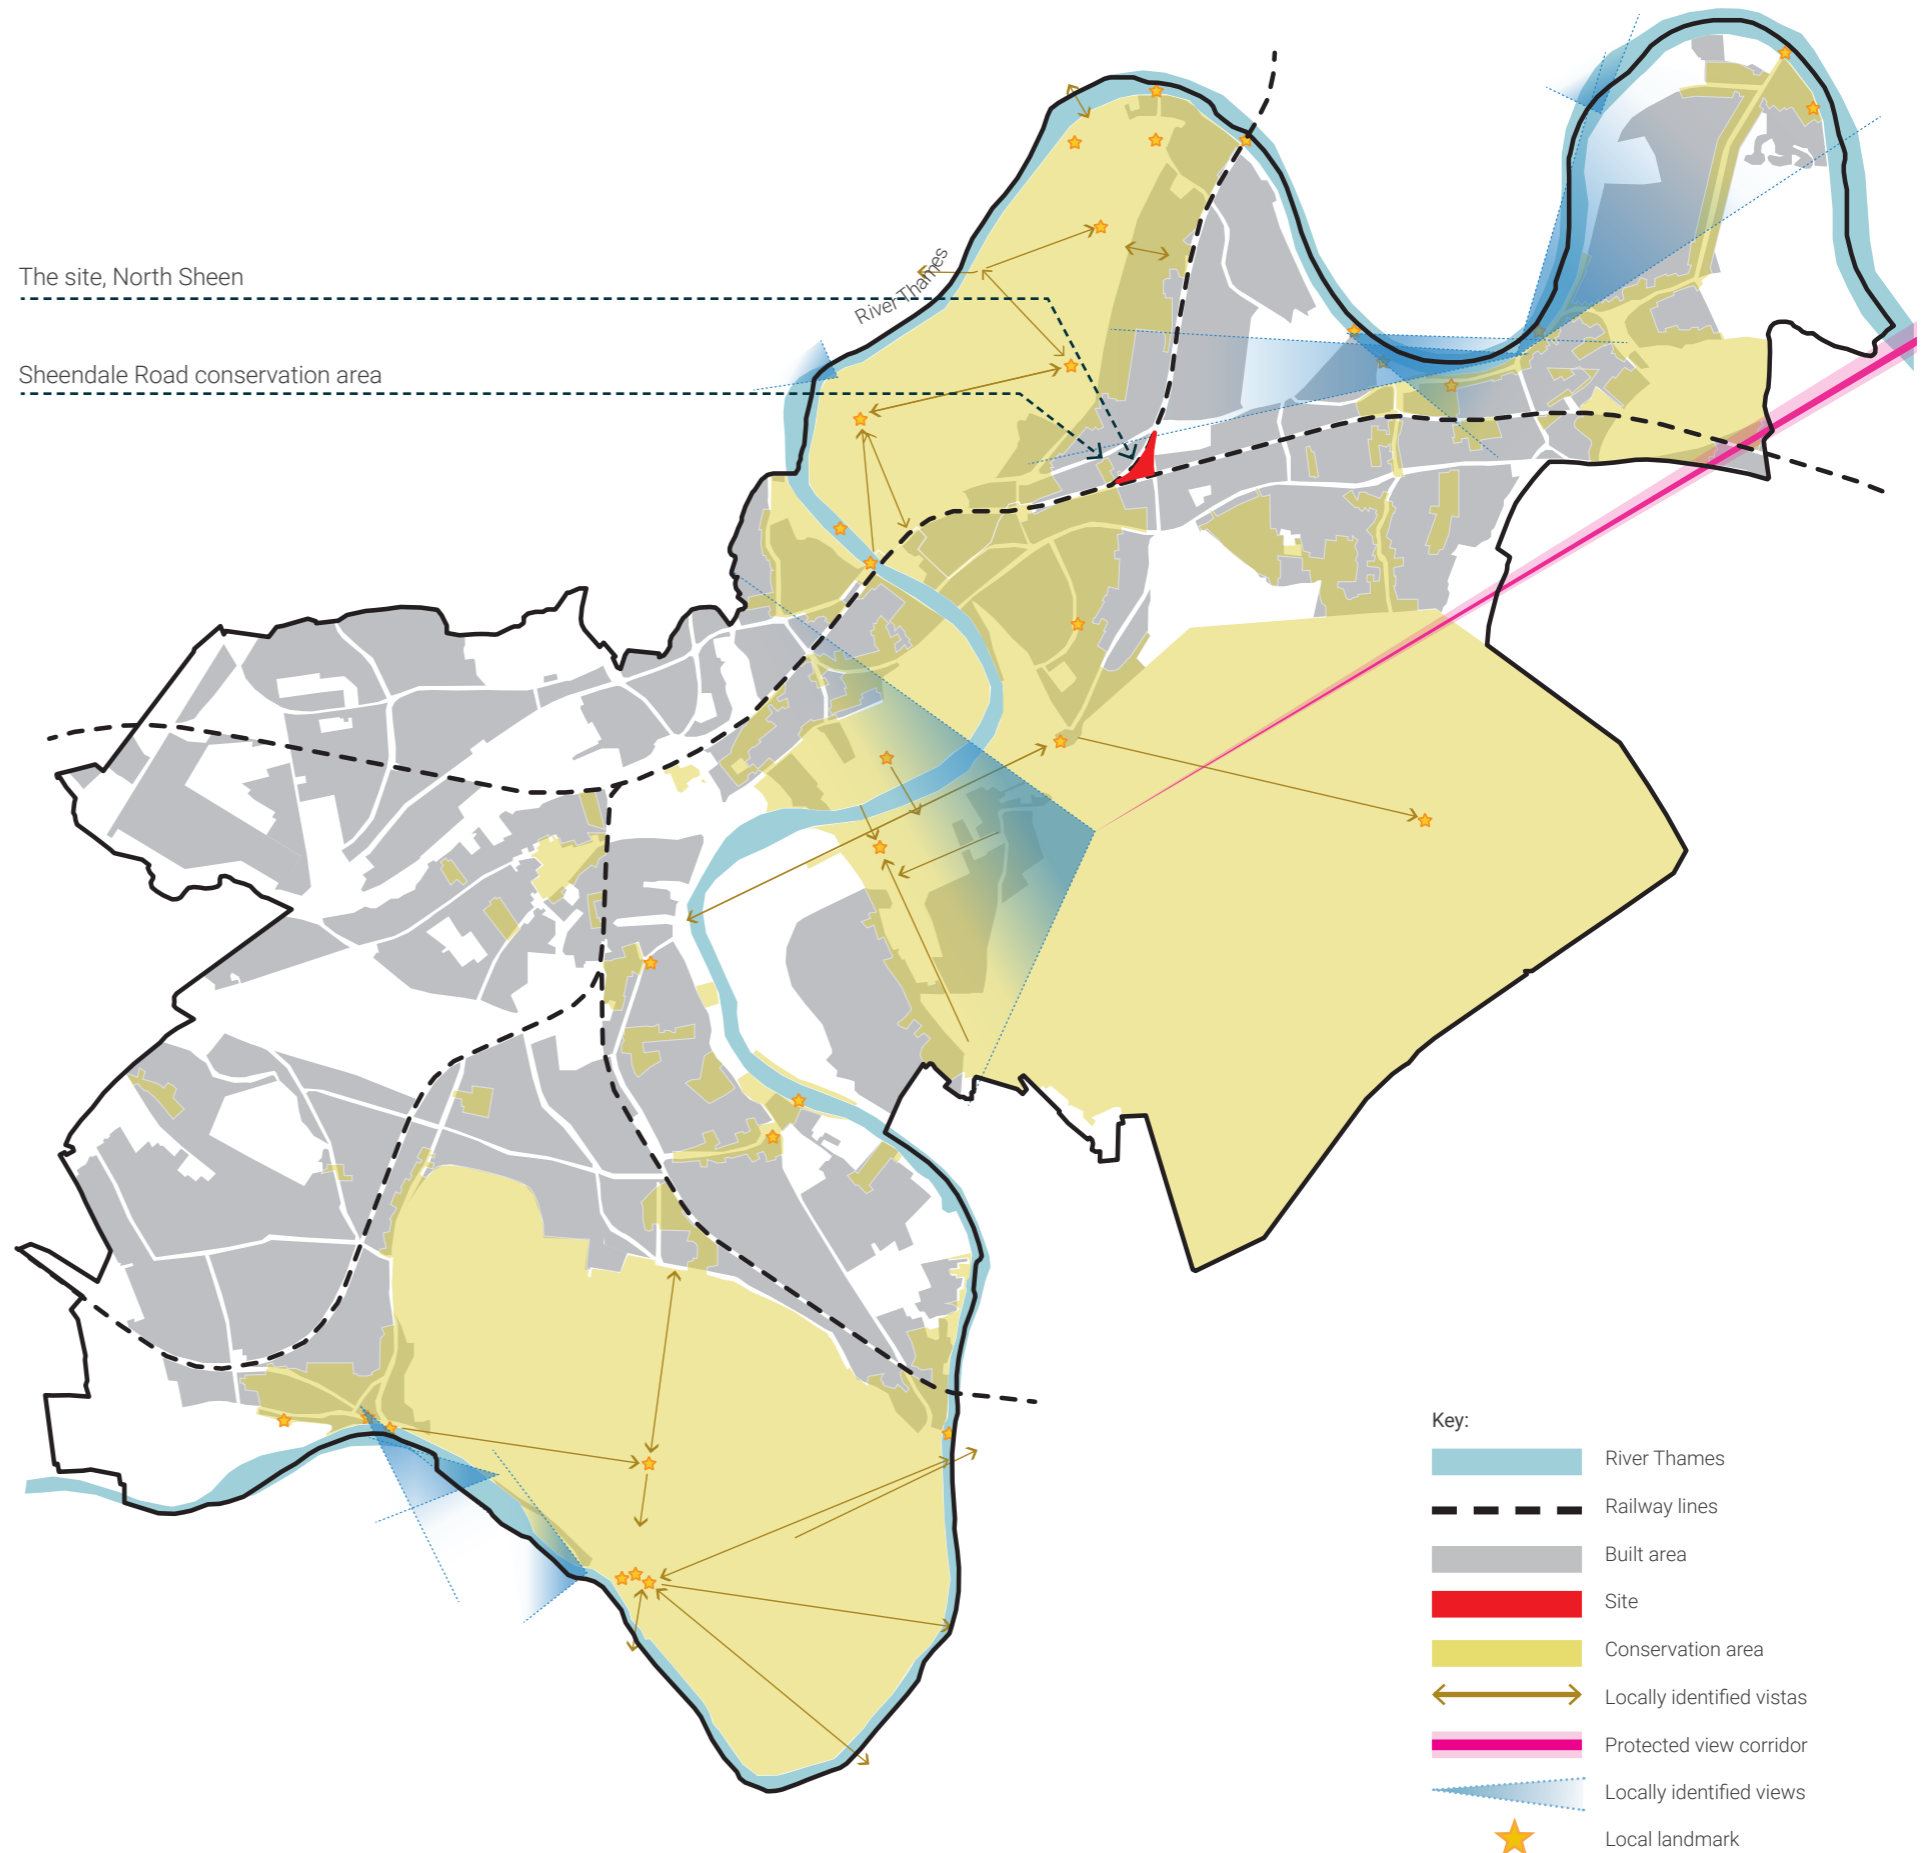 The site, North Sheen
River Thames
Sheendale Road conservation area
Key:
River Thames
Railway lines
Built area
Site
Conservation area
Locally identified vistas
Protected view corridor
Locally identified views
Local landmark